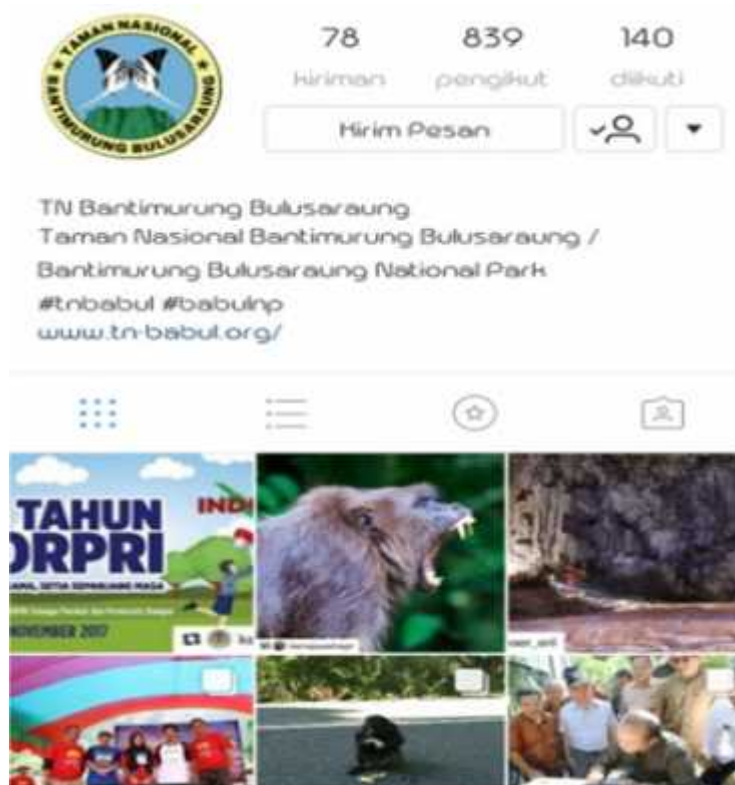 TAMAN NASIONAL
BANTIMURUNG BULUSARAUNG
78 839 140
kiriman pengikut diikuti
Kirim Pesan
TN Bantimurung Bulusaraung
Taman Nasional Bantimurung Bulusaraung /
Bantimurung Bulusaraung National Park
#tnbabul #babulnp
www.tn-babul.org/
TAHUN
ORPRI
NOVEMBER 2017